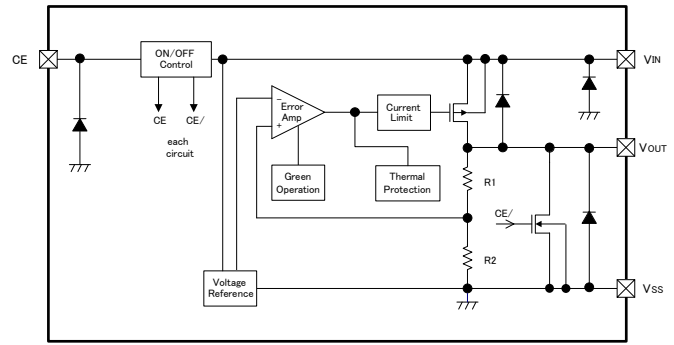 CE
ON/OFF
Control
VIN
CE
CE/
each
circuit
−
Error
Amp
+
Current
Limit
Green
Operation
Thermal
Protection
VOUT
R1
CE/
R2
Voltage
Reference
VSS